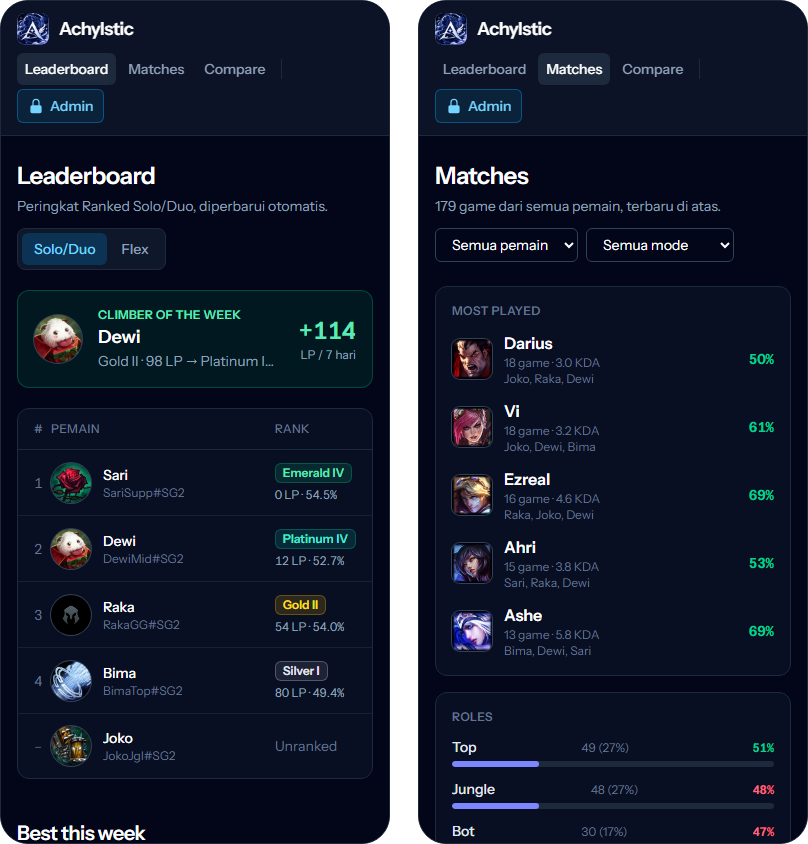 Achylstic
Leaderboard Matches Compare
Admin
Leaderboard
Peringkat Ranked Solo/Duo, diperbarui otomatis.
Solo/Duo Flex
CLIMBER OF THE WEEK
Dewi
Gold II · 98 LP → Platinum I...
+114
LP / 7 hari
# PEMAIN RANK
1 Sari Emerald IV
SariSupp#SG2 0 LP · 54.5%
2 Dewi Platinum IV
DewiMid#SG2 12 LP · 52.7%
3 Raka Gold II
RakaGG#SG2 54 LP · 54.0%
4 Bima Silver I
BimaTop#SG2 80 LP · 49.4%
– Joko Unranked
JokoJgl#SG2
Best this week
Achylstic
Leaderboard Matches Compare
Admin
Matches
179 game dari semua pemain, terbaru di atas.
Semua pemain Semua mode
MOST PLAYED
Darius
18 game · 3.0 KDA 50%
Joko, Raka, Dewi
Vi
18 game · 3.2 KDA 61%
Joko, Dewi, Bima
Ezreal
16 game · 4.6 KDA 69%
Raka, Joko, Dewi
Ahri
15 game · 3.8 KDA 53%
Sari, Raka, Dewi
Ashe
13 game · 5.8 KDA 69%
Bima, Dewi, Sari
ROLES
Top 49 (27%) 51%
Jungle 48 (27%) 48%
Bot 30 (17%) 47%